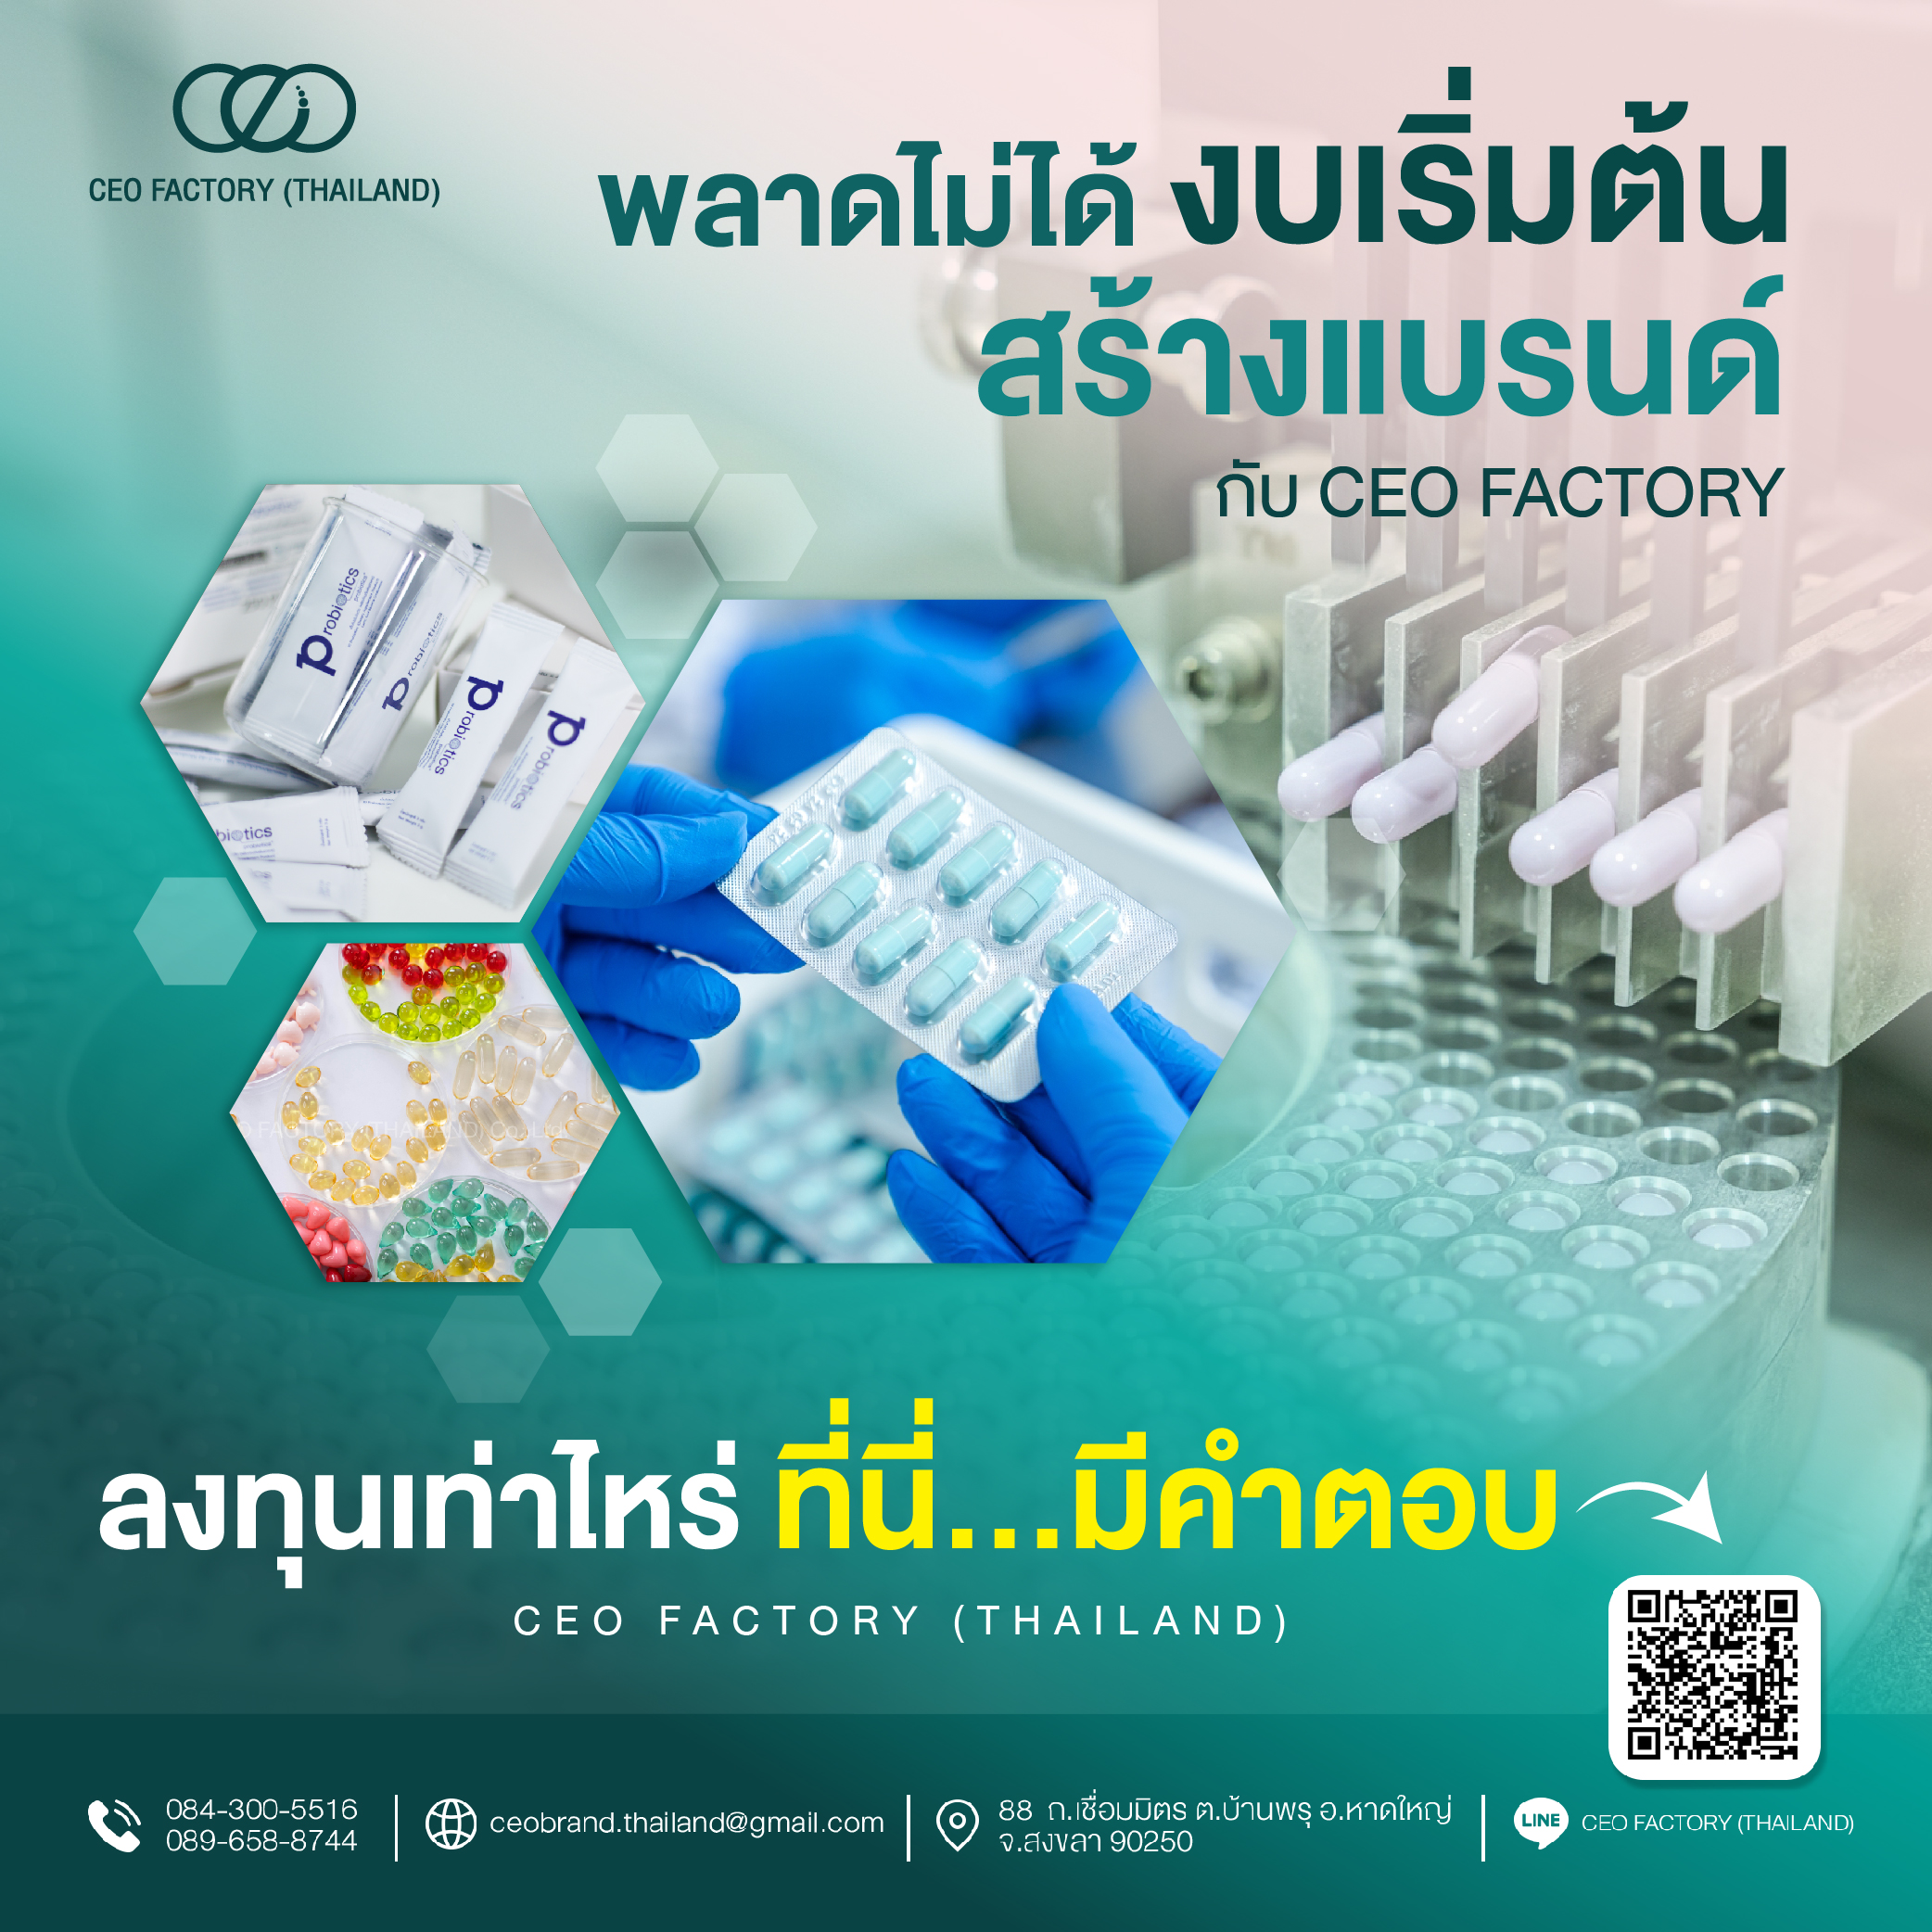 CEO FACTORY (THAILAND)
พลาดไม่ได้ งบเริ่มต้น
สร้างแบรนด์
กับ CEO FACTORY
probiotics
probiotics
probiotics
probiotics
biotics
FACTORY (THAILAND) Co.,Ltd
ลงทุนเท่าไหร่ ที่นี่...มีคำตอบ
CEO FACTORY (THAILAND)
084-300-5516
089-658-8744
ceobrand.thailand@gmail.com
88 ถ.เชื่อมมิตร ต.บ้านพรุ อ.หาดใหญ่
จ.สงขลา 90250
LINE
CEO FACTORY (THAILAND)